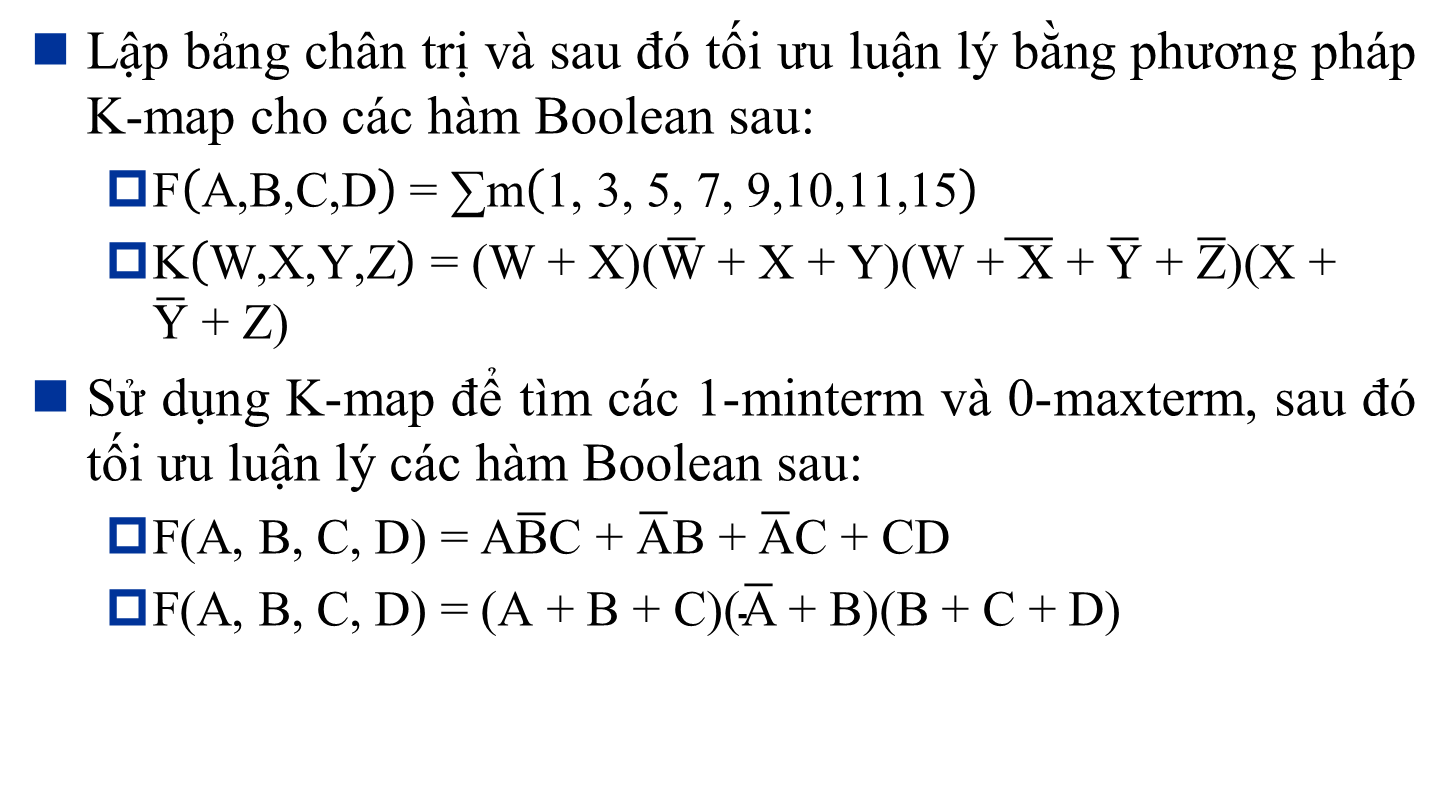 Lập bảng chân trị và sau đó tối ưu luận lý bằng phương pháp
K-map cho các hàm Boolean sau:
F(A,B,C,D) = ∑m(1, 3, 5, 7, 9,10,11,15)
K(W,X,Y,Z) = (W + X)(W̅ + X + Y)(W + X̅ + Y̅ + Z̅)(X +
Y̅ + Z)
Sử dụng K-map để tìm các 1-minterm và 0-maxterm, sau đó
tối ưu luận lý các hàm Boolean sau:
F(A, B, C, D) = AB̅C + A̅B + A̅C + CD
F(A, B, C, D) = (A + B + C)(A̅ + B)(B + C + D)